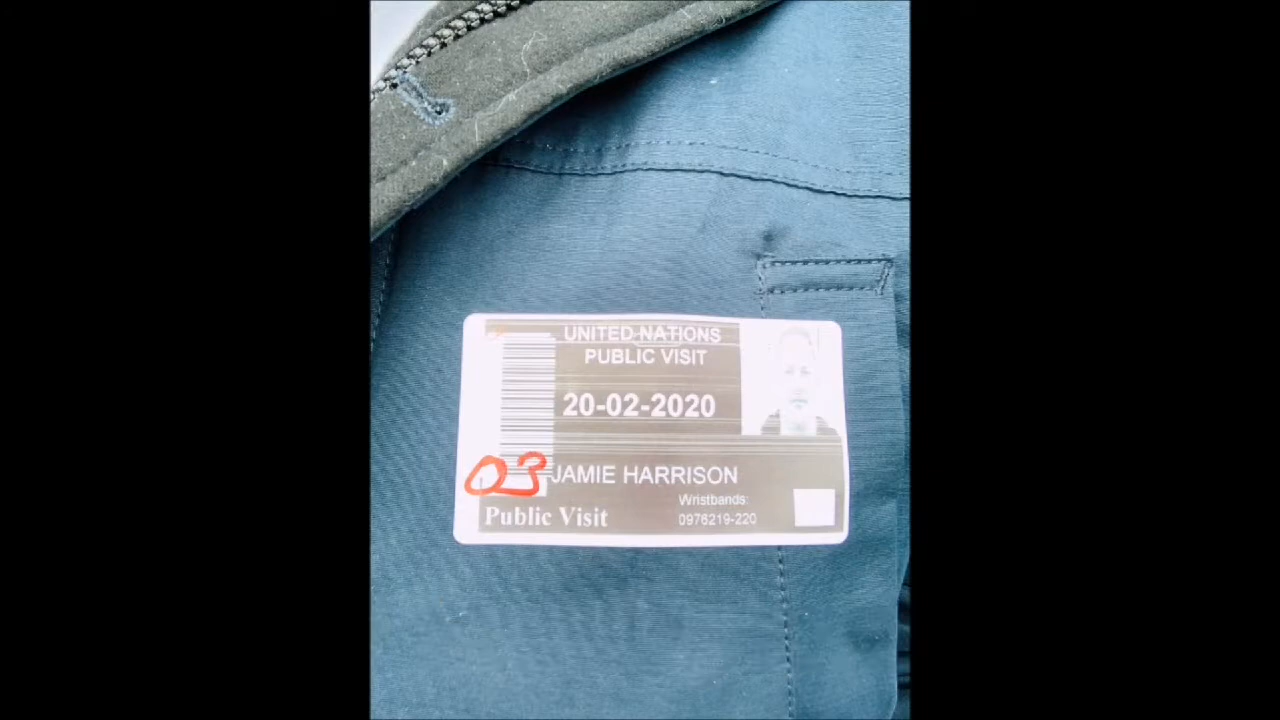 UNITED NATIONS
PUBLIC VISIT
20-02-2020
03
JAMIE HARRISON
Wristbands:
Public Visit
0976219-220